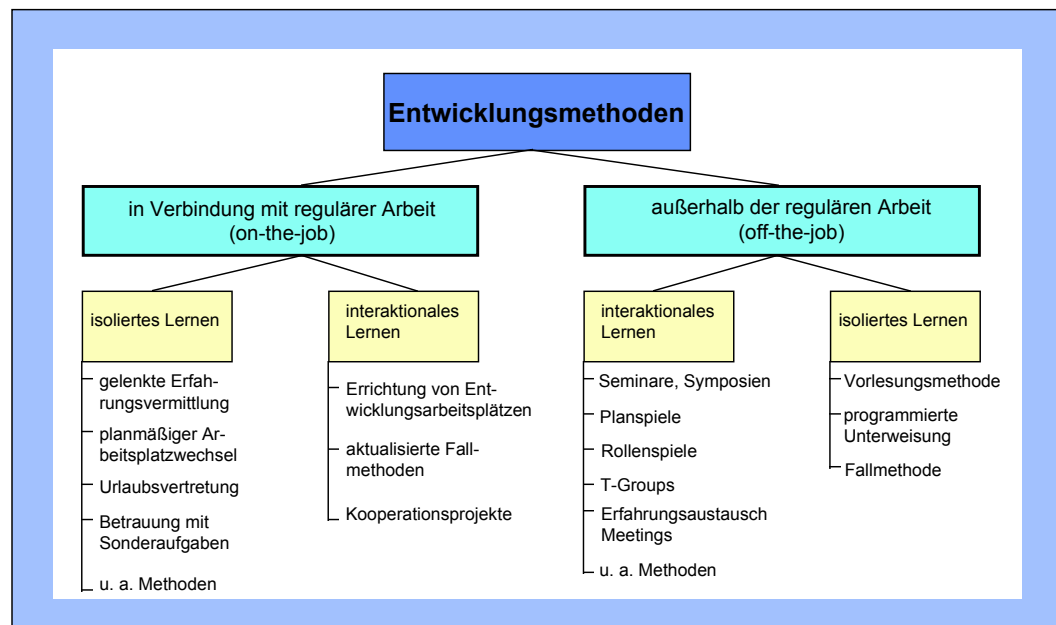 Entwicklungsmethoden
in Verbindung mit regulärer Arbeit
(on-the-job)
außerhalb der regulären Arbeit
(off-the-job)
isoliertes Lernen
interaktionales
Lernen
interaktionales
Lernen
isoliertes Lernen
gelenkte Erfah-
rungsvermittlung
planmäßiger Ar-
beitsplatzwechsel
Urlaubsvertretung
Betrauung mit
Sonderaufgaben
u. a. Methoden
Errichtung von Ent-
wicklungsarbeitsplätzen
aktualisierte Fall-
methoden
Kooperationsprojekte
Seminare, Symposien
Planspiele
Rollenspiele
T-Groups
Erfahrungsaustausch
Meetings
u. a. Methoden
Vorlesungsmethode
programmierte
Unterweisung
Fallmethode